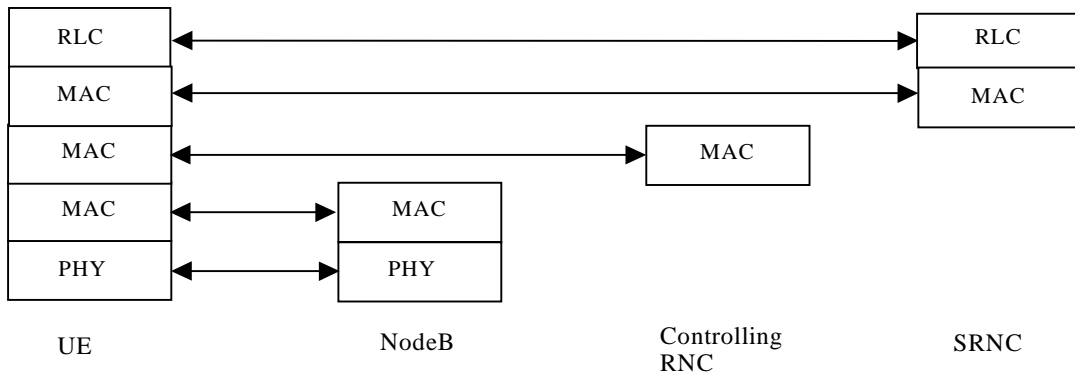 RLC
RLC
MAC
MAC
MAC
MAC
MAC
MAC
PHY
PHY
UE
NodeB
Controlling
RNC
SRNC